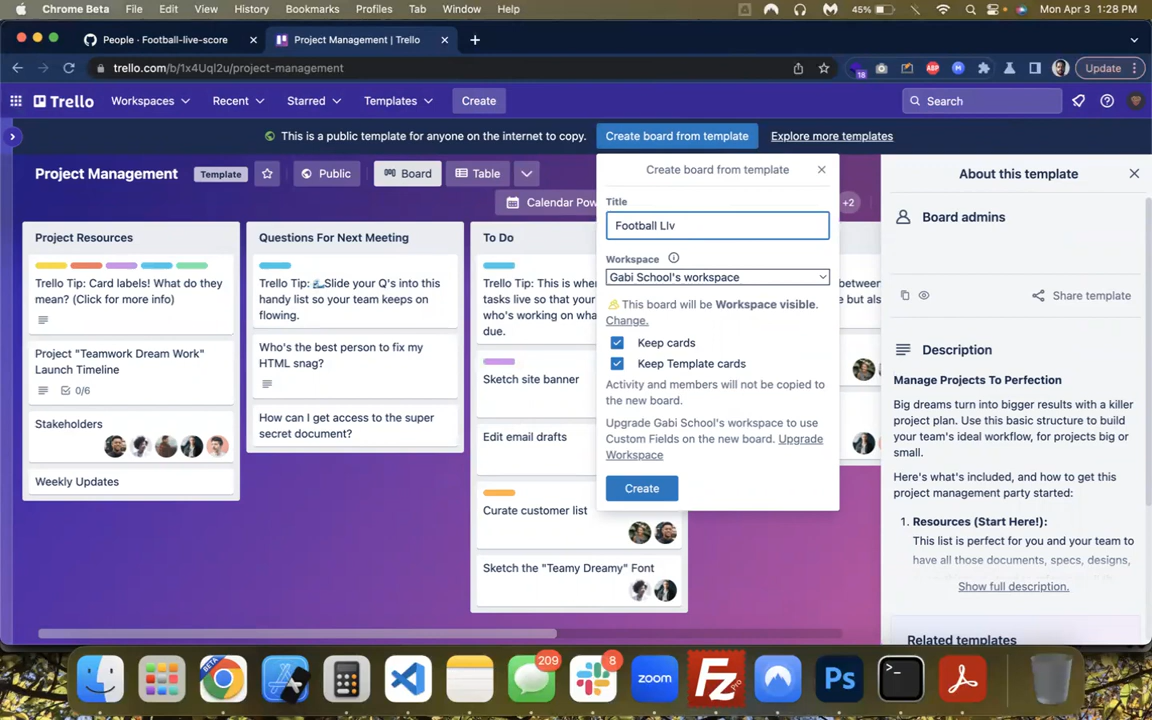 Chrome Beta File Edit View History Bookmarks Profiles Tab Window Help 45% Mon Apr 3 1:28 PM
People · Football-live-score Project Management | Trello
trello.com/b/1x4Uql2u/project-management 18 ABP Update
Trello Workspaces Recent Starred Templates Create Search
This is a public template for anyone on the internet to copy. Create board from template Explore more templates
Project Management Template Public Board Table
Calendar Pow +2
Project Resources
Trello Tip: Card labels! What do they
mean? (Click for more info)
Project "Teamwork Dream Work"
Launch Timeline
0/6
Stakeholders
Weekly Updates
Questions For Next Meeting
Trello Tip: 🌊Slide your Q's into this
handy list so your team keeps on
flowing.
Who's the best person to fix my
HTML snag?
How can I get access to the super
secret document?
To Do
Trello Tip: This is where
tasks live so that your
who's working on what
due.
Sketch site banner
Edit email drafts
Curate customer list
Sketch the "Teamy Dreamy" Font
between
but also
Create board from template
Title
Football LIv
Workspace
Gabi School's workspace
This board will be Workspace visible.
Change.
Keep cards
Keep Template cards
Activity and members will not be copied to
the new board.
Upgrade Gabi School's workspace to use
Custom Fields on the new board. Upgrade
Workspace
Create
About this template
Board admins
Share template
Description
Manage Projects To Perfection
Big dreams turn into bigger results with a killer
project plan. Use this basic structure to build
your team's ideal workflow, for projects big or
small.
Here's what's included, and how to get this
project management party started:
1. Resources (Start Here!):
This list is perfect for you and your team to
have all those documents, specs, designs,
Show full description.
Related templates
BETA 209 8 zoom Fz Pro Ps >_